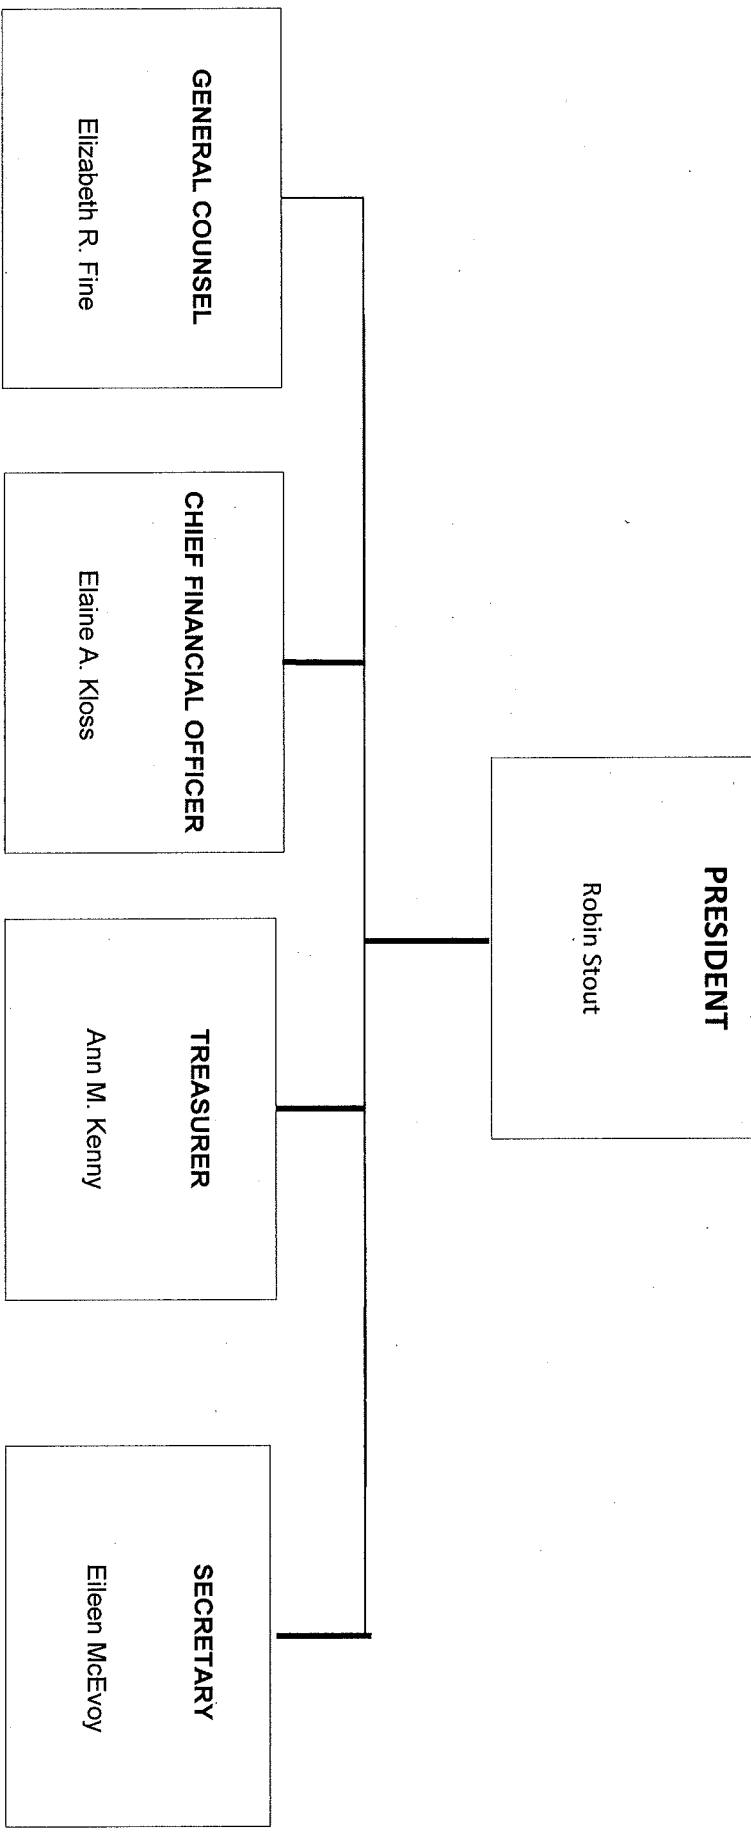 PRESIDENT
Robin Stout
GENERAL COUNSEL
Elizabeth R. Fine
CHIEF FINANCIAL OFFICER
Elaine A. Kloss
TREASURER
Ann M. Kenny
SECRETARY
Eileen McEvoy